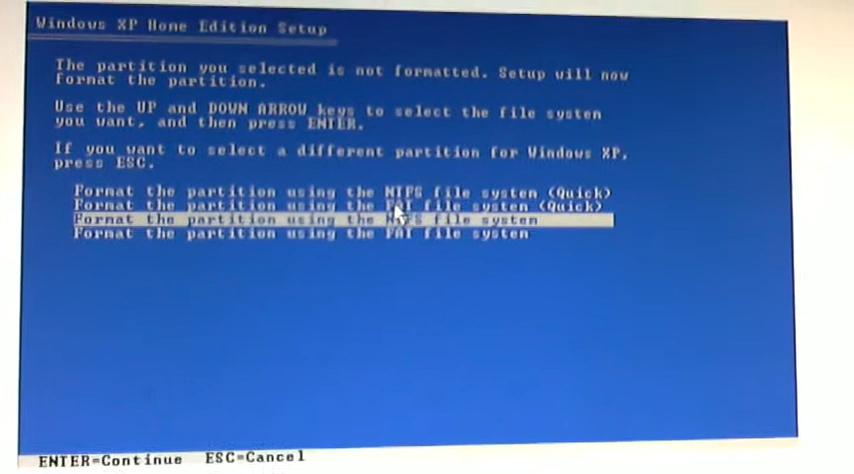 Windows XP Home Edition Setup
The partition you selected is not formatted. Setup will now
format the partition.
Use the UP and DOWN ARROW keys to select the file system
you want, and then press ENTER.
If you want to select a different partition for Windows XP,
press ESC.
Format the partition using the NTFS file system (Quick)
Format the partition using the FAT file system (Quick)
Format the partition using the NTFS file system
Format the partition using the FAT file system
ENTER=Continue ESC=Cancel